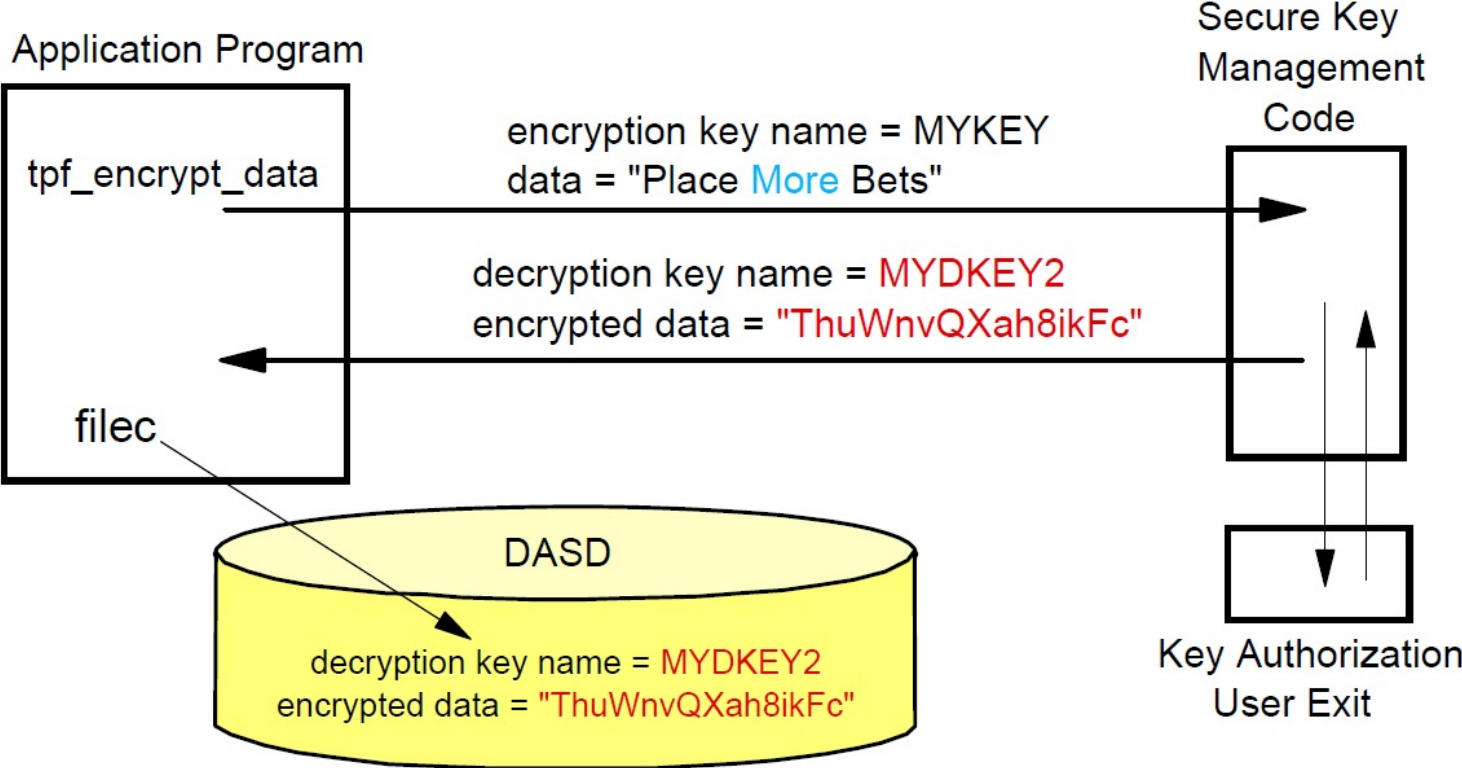 Application Program
Secure Key
Management
Code
tpf_encrypt_data
encryption key name = MYKEY
data = "Place More Bets"
decryption key name = MYDKEY2
encrypted data = "ThuWnvQXah8ikFc"
filec
DASD
decryption key name = MYDKEY2
encrypted data = "ThuWnvQXah8ikFc"
Key Authorization
User Exit